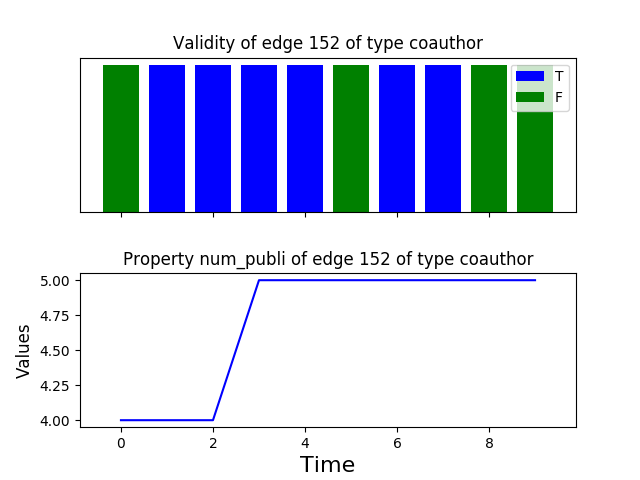 Validity of edge 152 of type coauthor
T
F
Property num_publi of edge 152 of type coauthor
5.00
4.75
4.50
4.25
4.00
Values
0 2 4 6 8
Time